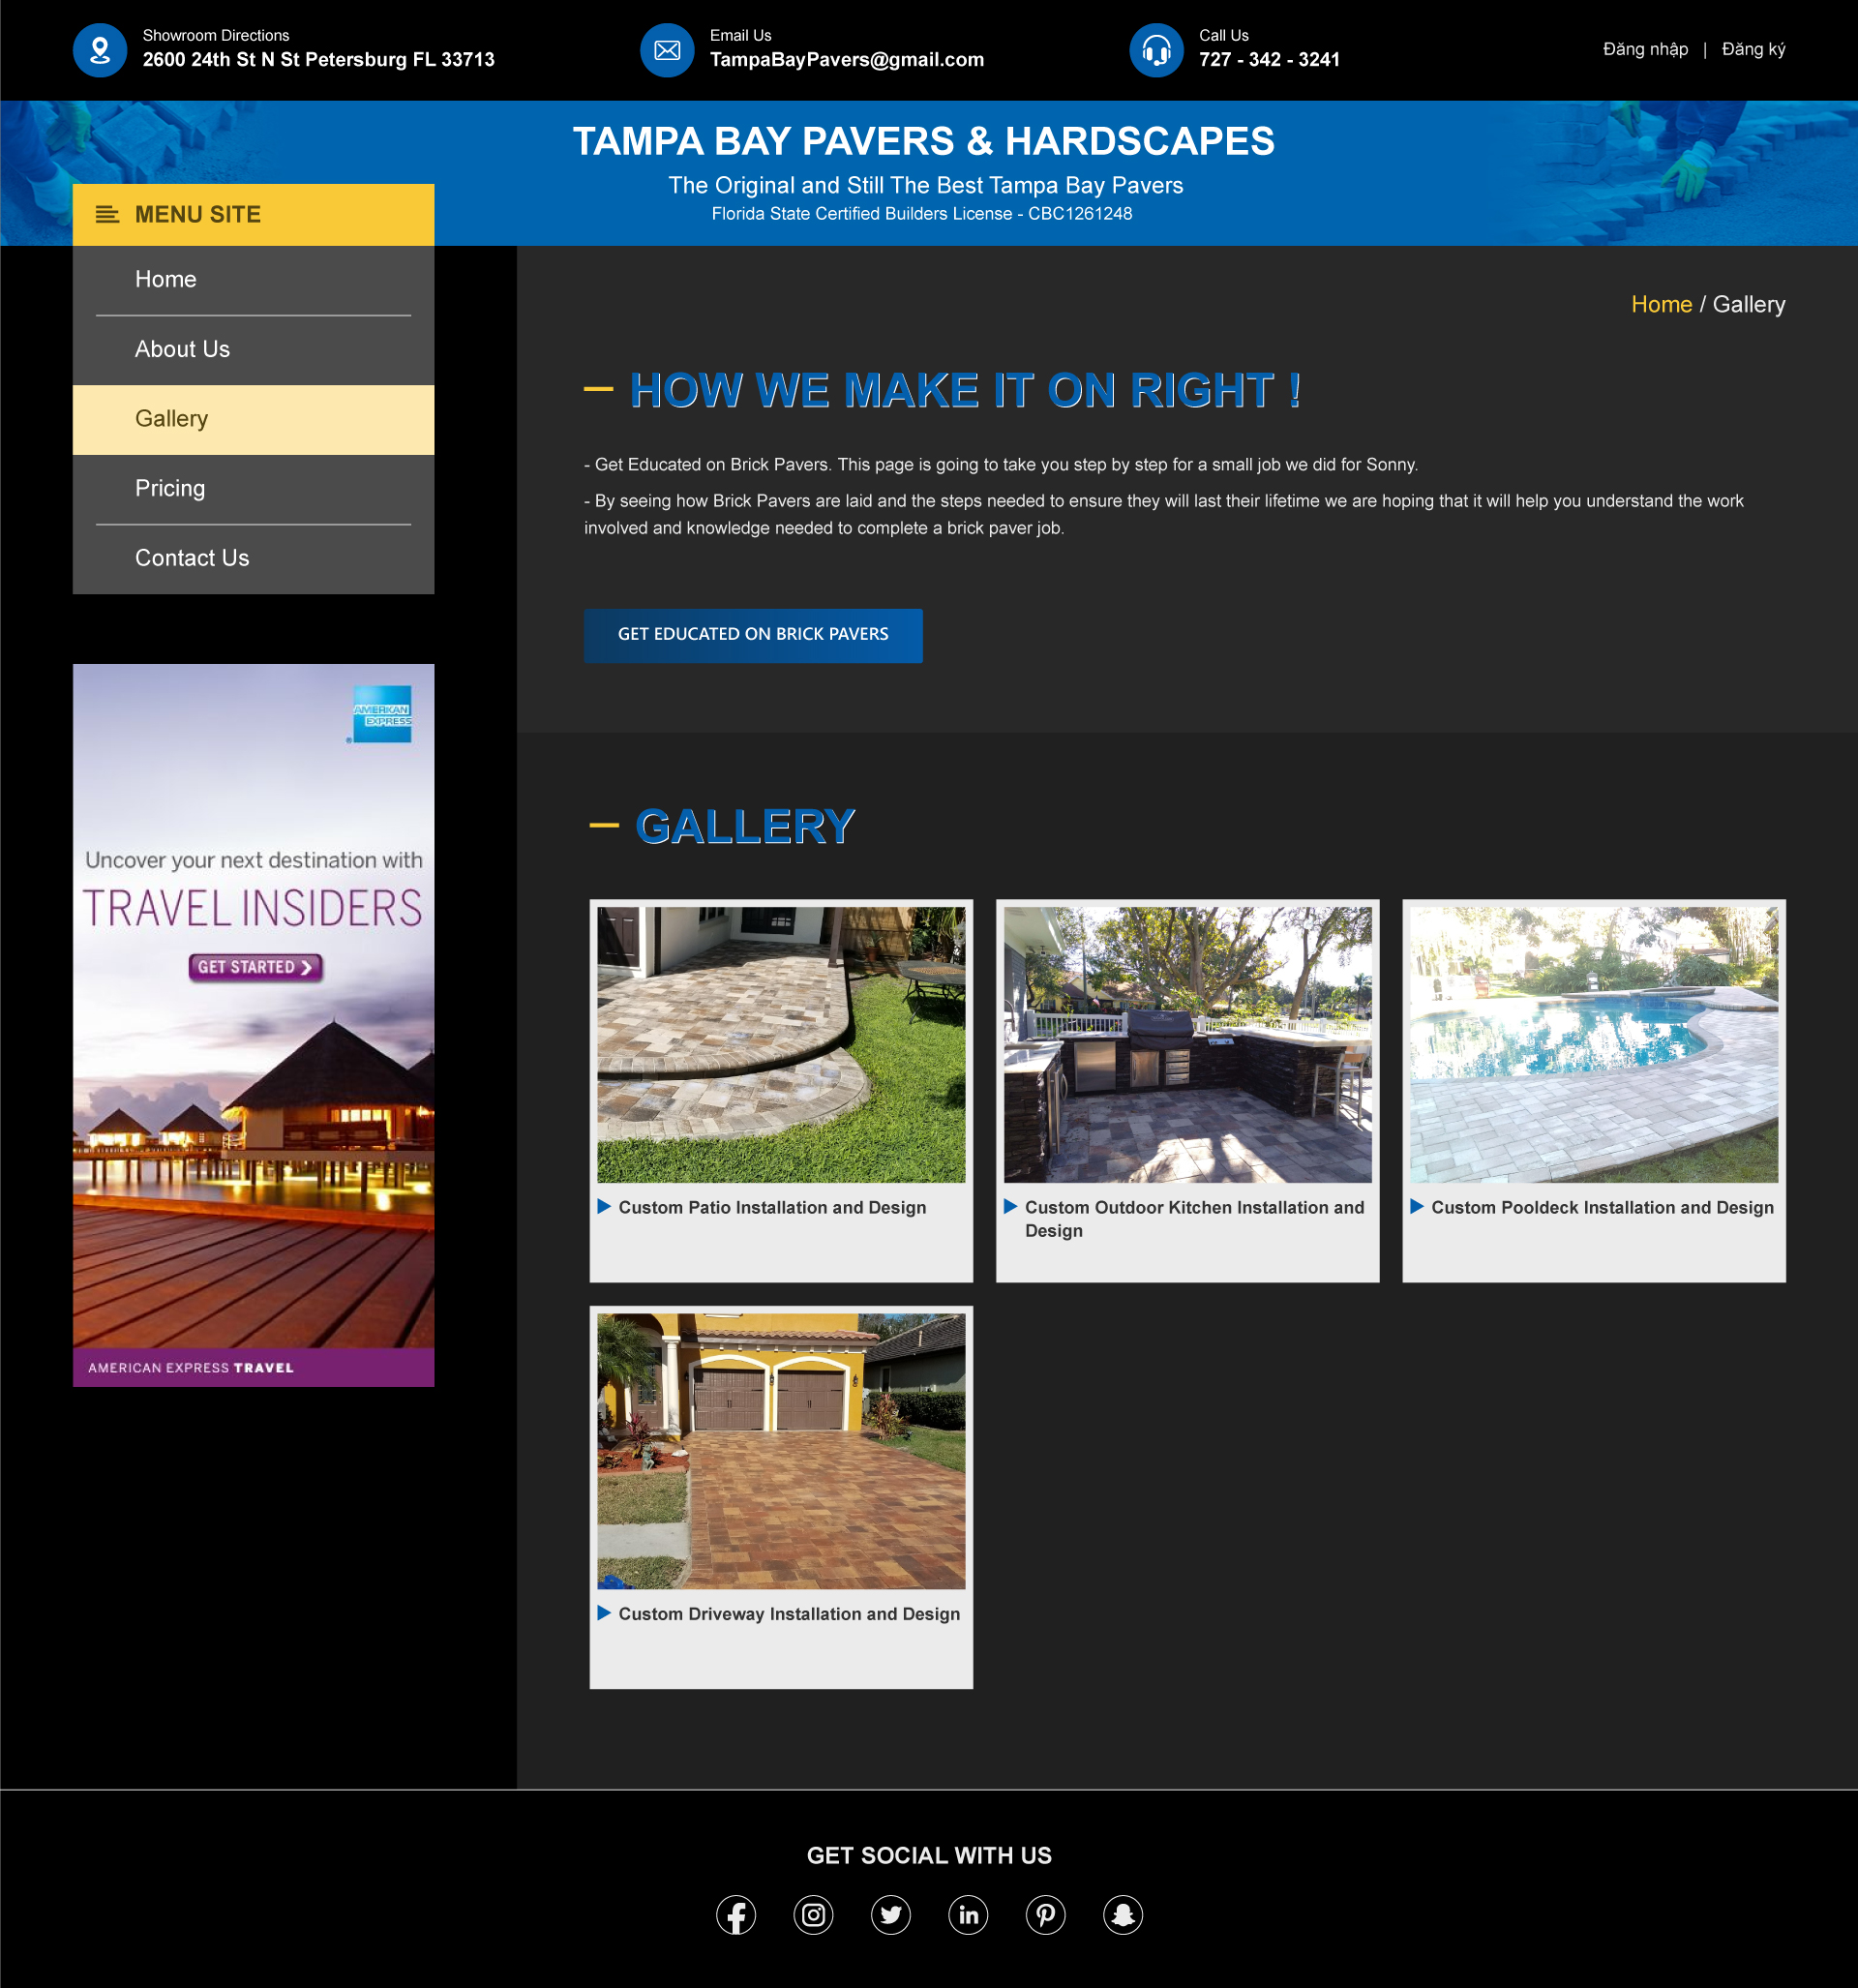 Showroom Directions
2600 24th St N St Petersburg FL 33713
Email Us
TampaBayPavers@gmail.com
Call Us
727 - 342 - 3241
Đăng nhập | Đăng ký
TAMPA BAY PAVERS & HARDSCAPES
The Original and Still The Best Tampa Bay Pavers
Florida State Certified Builders License - CBC1261248
MENU SITE
Home
About Us
Gallery
Pricing
Contact Us
AMERICAN
EXPRESS
Uncover your next destination with
TRAVEL INSIDERS
GET STARTED
AMERICAN EXPRESS TRAVEL
Home / Gallery
HOW WE MAKE IT ON RIGHT !
- Get Educated on Brick Pavers. This page is going to take you step by step for a small job we did for Sonny.
- By seeing how Brick Pavers are laid and the steps needed to ensure they will last their lifetime we are hoping that it will help you understand the work
involved and knowledge needed to complete a brick paver job.
GET EDUCATED ON BRICK PAVERS
GALLERY
Custom Patio Installation and Design
Custom Outdoor Kitchen Installation and
Design
Custom Pooldeck Installation and Design
Custom Driveway Installation and Design
GET SOCIAL WITH US